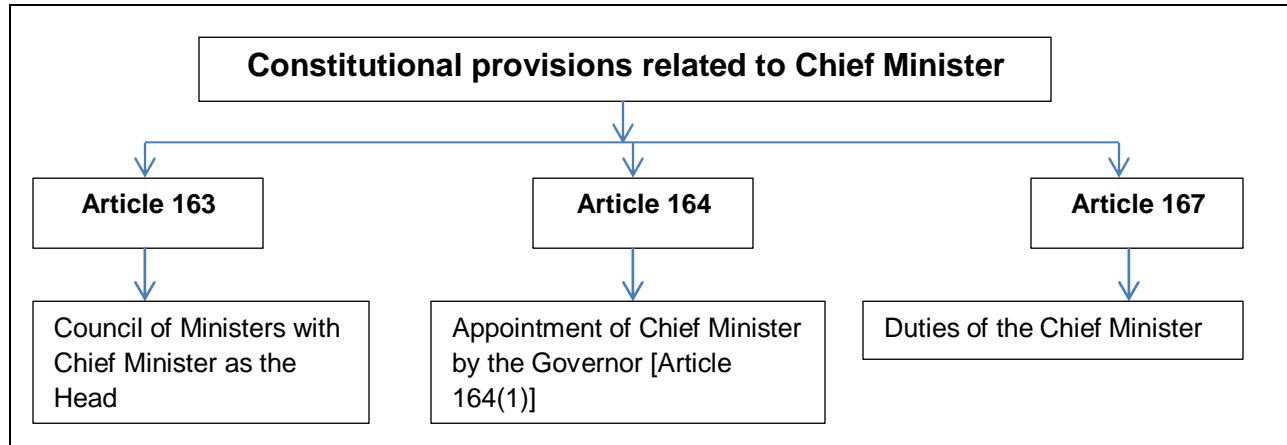 Constitutional provisions related to Chief Minister
Article 163
Article 164
Article 167
Council of Ministers with
Chief Minister as the
Head
Appointment of Chief Minister
by the Governor [Article
164(1)]
Duties of the Chief Minister